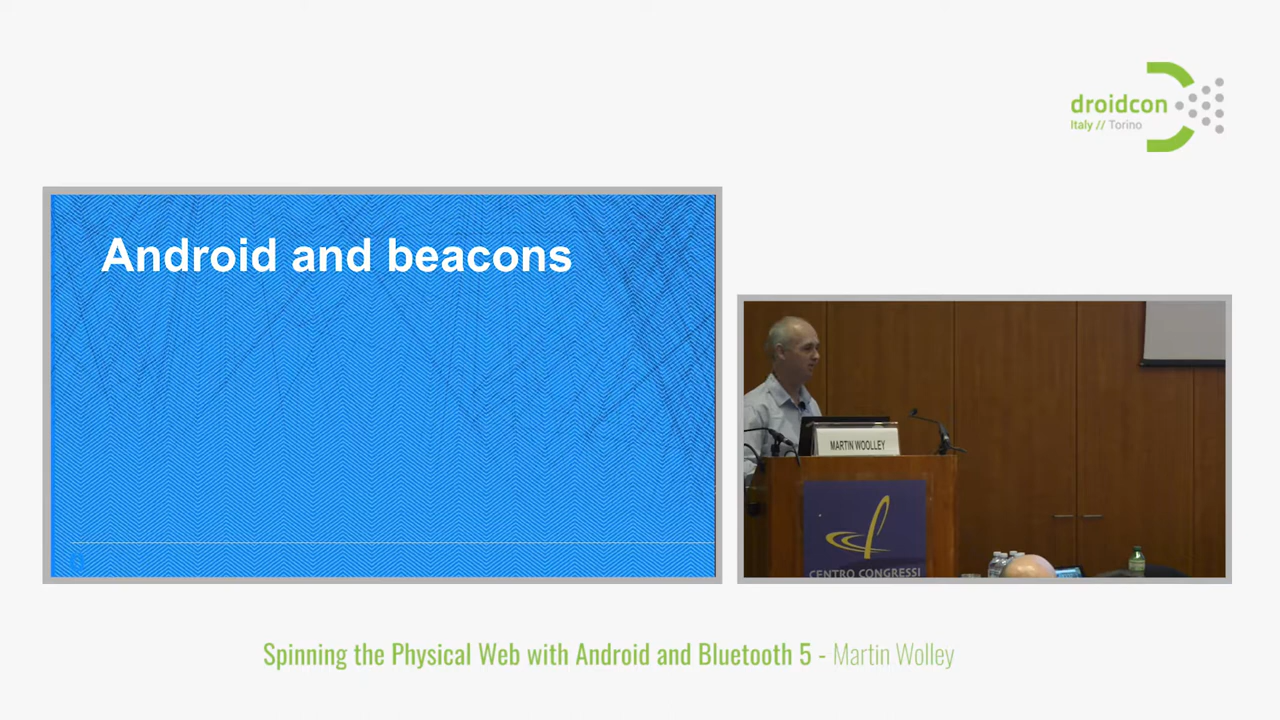 droidcon
Italy // Torino
Android and beacons
MARTIN WOOLLEY
CENTRO CONGRESSI
Spinning the Physical Web with Android and Bluetooth 5 - Martin Wolley